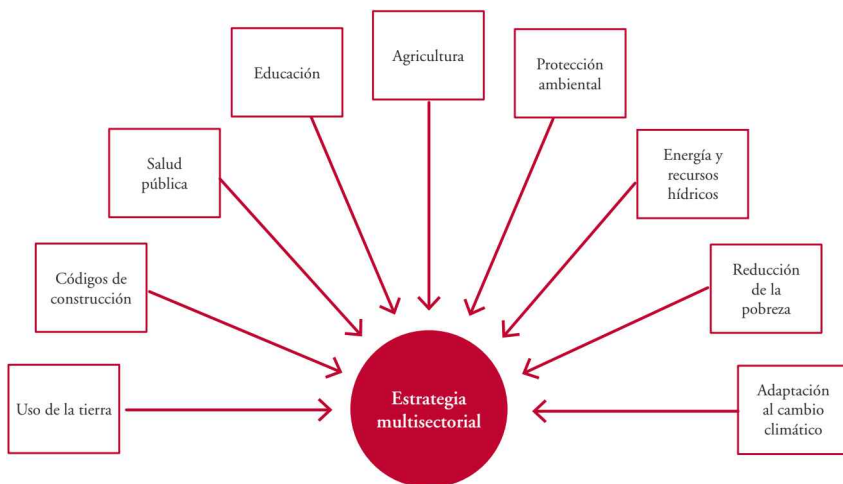 Agricultura
Educación
Protección
ambiental
Salud
pública
Energía y
recursos
hídricos
Códigos de
construcción
Reducción
de la
pobreza
Uso de la tierra
Estrategia
multisectorial
Adaptación
al cambio
climático